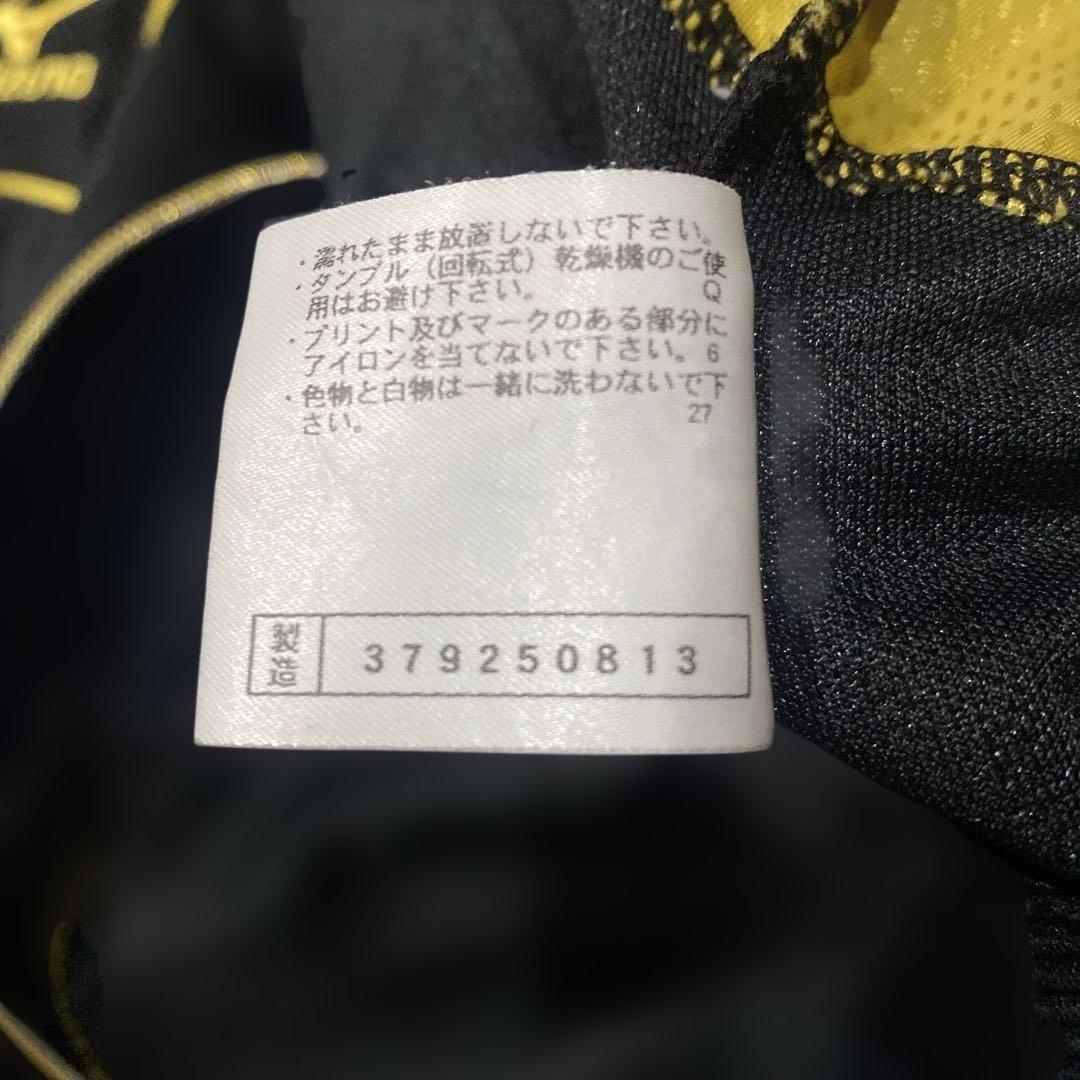 ・濡れたまま放置しないで下さい。
・タンブル（回転式）乾燥機のご使
用はお避け下さい。 Q
・プリント及びマークのある部分に
アイロンを当てないで下さい。 6
・色物と白物は一緒に洗わないで下
さい。 27
製造 379250813